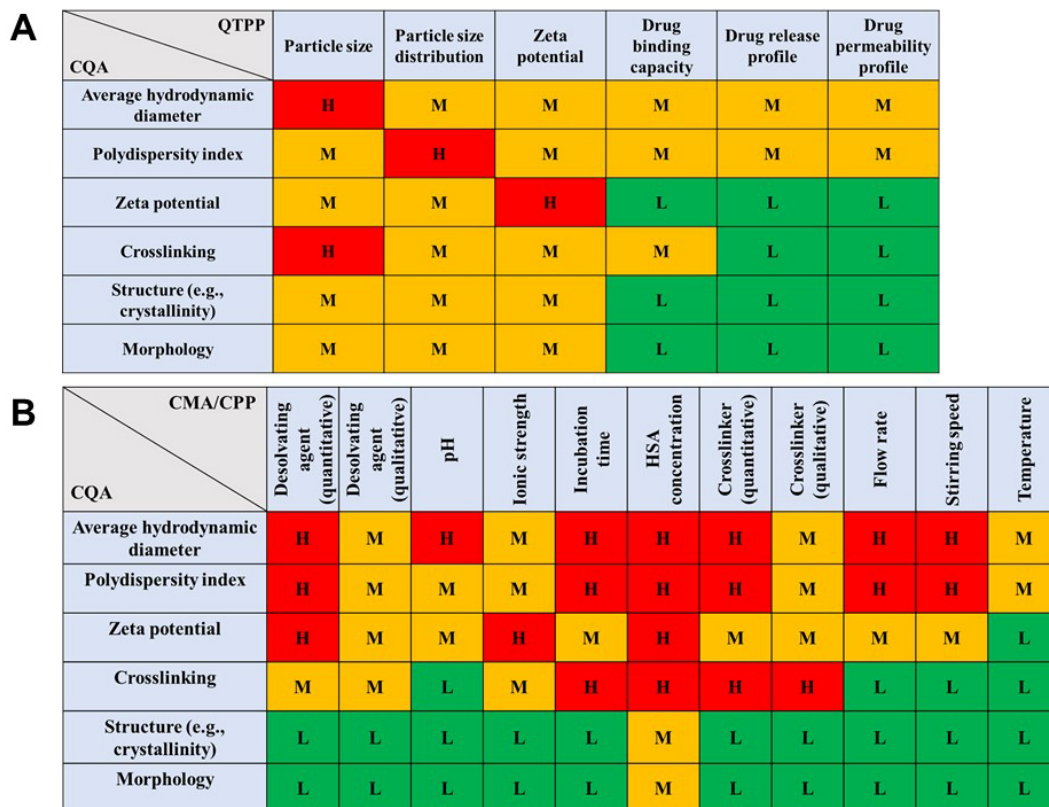 A
QTPP
CQA
Particle size
Particle size
distribution
Zeta
potential
Drug
binding
capacity
Drug release
profile
Drug
permeability
profile
Average hydrodynamic
diameter
H M M M M M
Polydispersity index
M H M M M M
Zeta potential
M M H L L L
Crosslinking
H M M M L L
Structure (e.g.,
crystallinity)
M M M L L L
Morphology
M M M L L L
B
CMA/CPP
CQA
Desolvating
agent
(quantitative)
Desolvating
agent
(qualitatitve)
pH
Ionic strength
Incubation
time
HSA
concentration
Crosslinker
(quantitative)
Crosslinker
(qualitative)
Flow rate
Stirring speed
Temperature
Average hydrodynamic
diameter
H M H M H H H M H H M
Polydispersity index
H M M M H H H M H H M
Zeta potential
H M M H M H M M M M L
Crosslinking
M M L M H H H H L L L
Structure (e.g.,
crystallinity)
L L L L L M L L L L L
Morphology
L L L L L M L L L L L